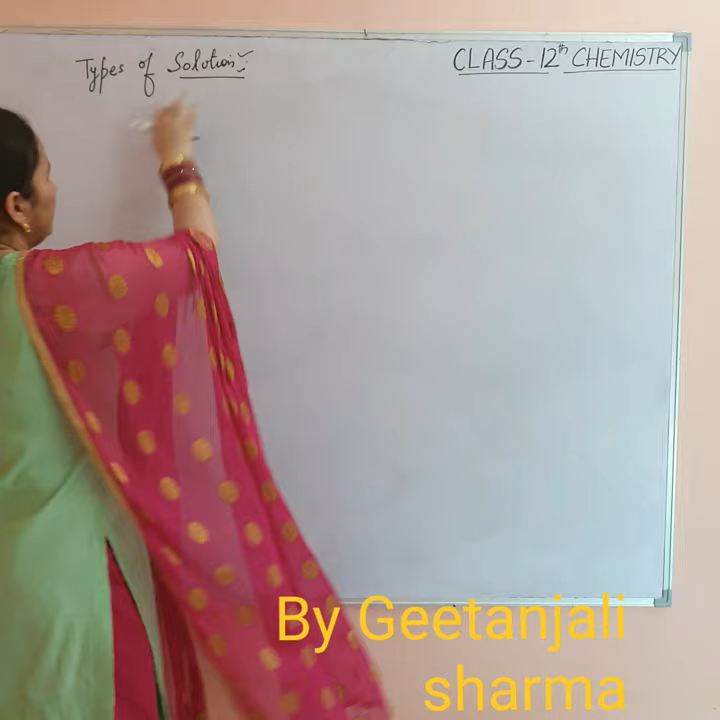 Types of Solution:-
CLASS-12th CHEMISTRY
By Geetanjali
sharma